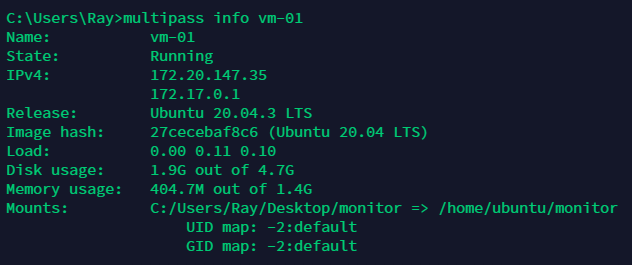 C:\Users\Ray>multipass info vm-01
Name:           vm-01
State:          Running
IPv4:           172.20.147.35
                172.17.0.1
Release:        Ubuntu 20.04.3 LTS
Image hash:     27cecebaf8c6 (Ubuntu 20.04 LTS)
Load:           0.00 0.11 0.10
Disk usage:     1.9G out of 4.7G
Memory usage:   404.7M out of 1.4G
Mounts:         C:/Users/Ray/Desktop/monitor => /home/ubuntu/monitor
                    UID map: -2:default
                    GID map: -2:default